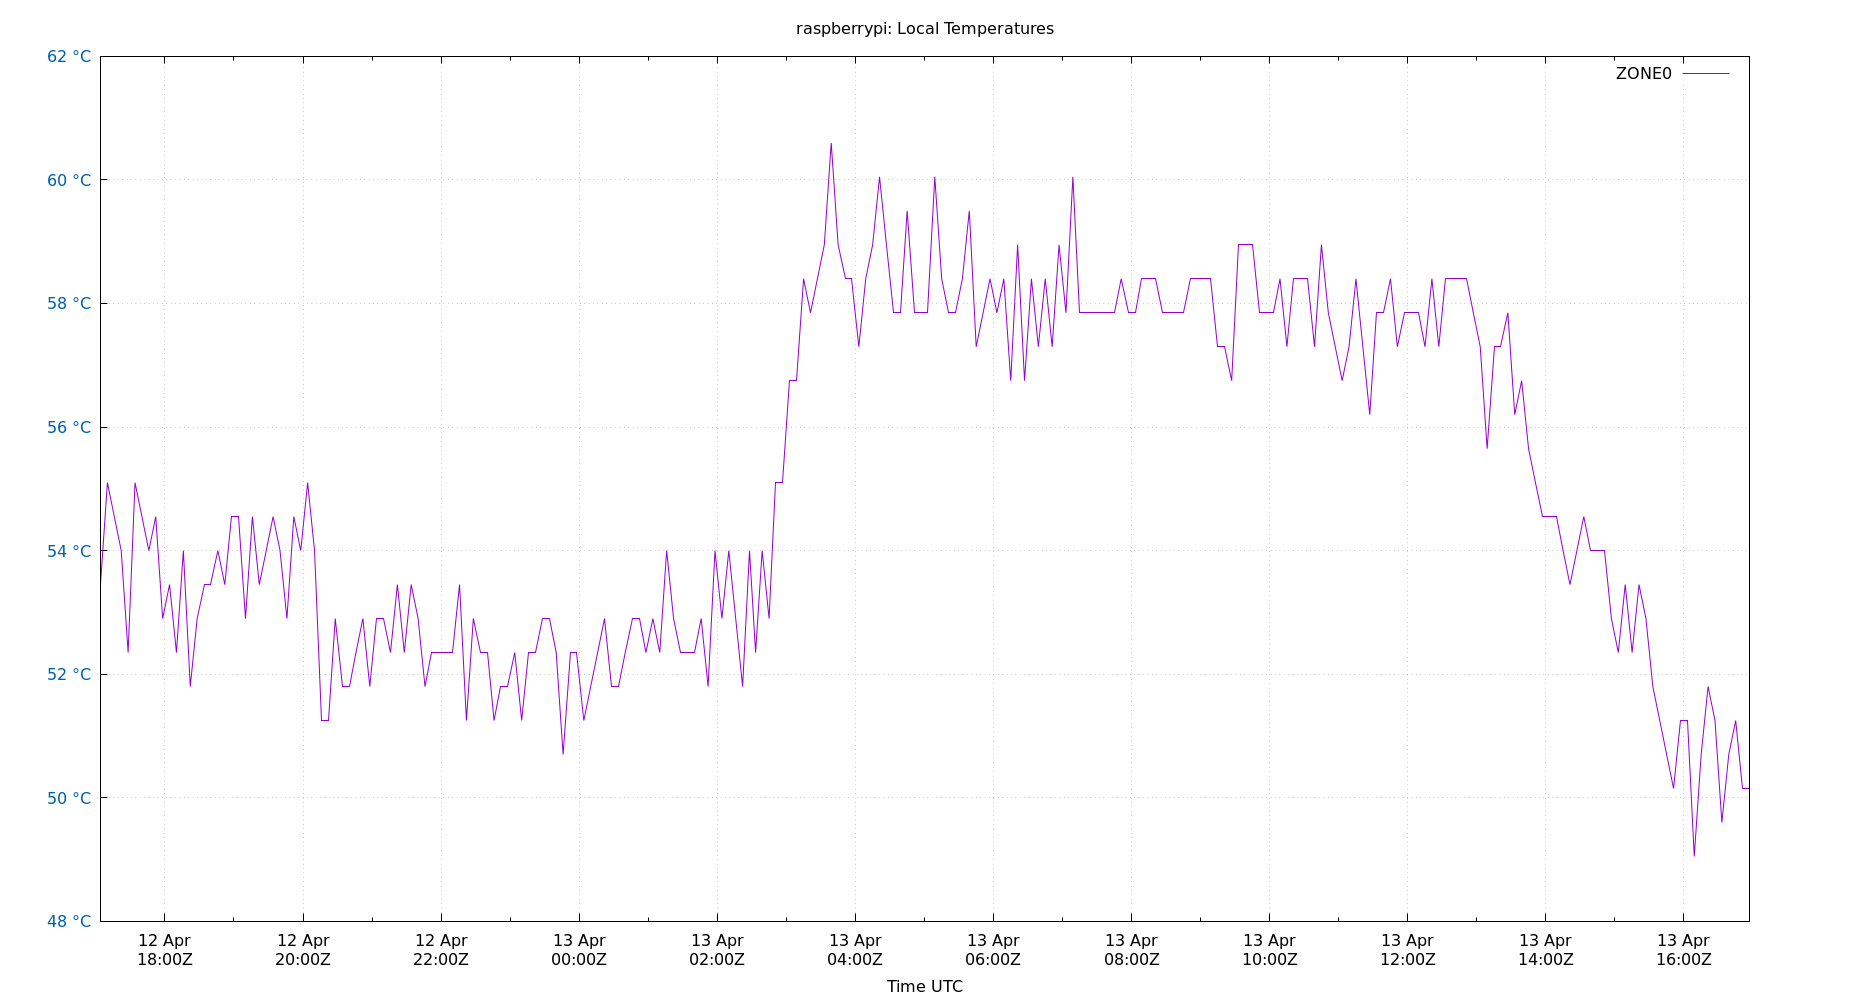 raspberrypi: Local Temperatures
ZONE0
62 °C
60 °C
58 °C
56 °C
54 °C
52 °C
50 °C
48 °C
12 Apr 12 Apr 12 Apr 13 Apr 13 Apr 13 Apr 13 Apr 13 Apr 13 Apr 13 Apr 13 Apr 13 Apr
18:00Z 20:00Z 22:00Z 00:00Z 02:00Z 04:00Z 06:00Z 08:00Z 10:00Z 12:00Z 14:00Z 16:00Z
Time UTC